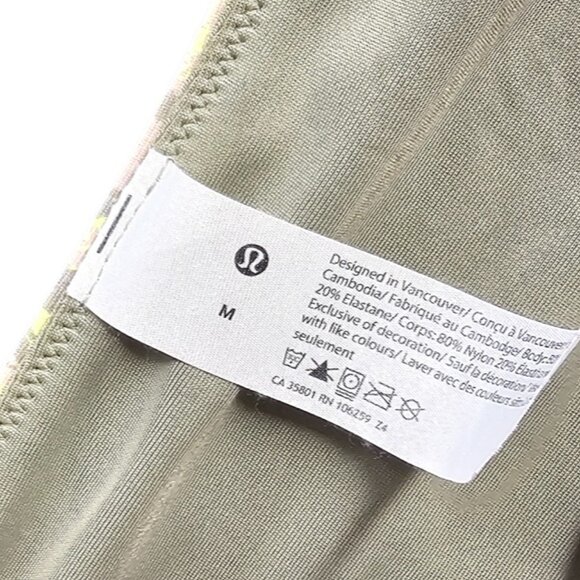 M
Designed in Vancouver/ Conçu à Vancouver
Cambodia/ Fabriqué au Cambodge/ Body: 80
20% Elastane/ Corps: 80% Nylon 20% Elastan
Exclusive of decoration/ Sauf la décoration
with like colours/ Laver avec des couleurs
seulement
CA 35801 RN 106259 Z4